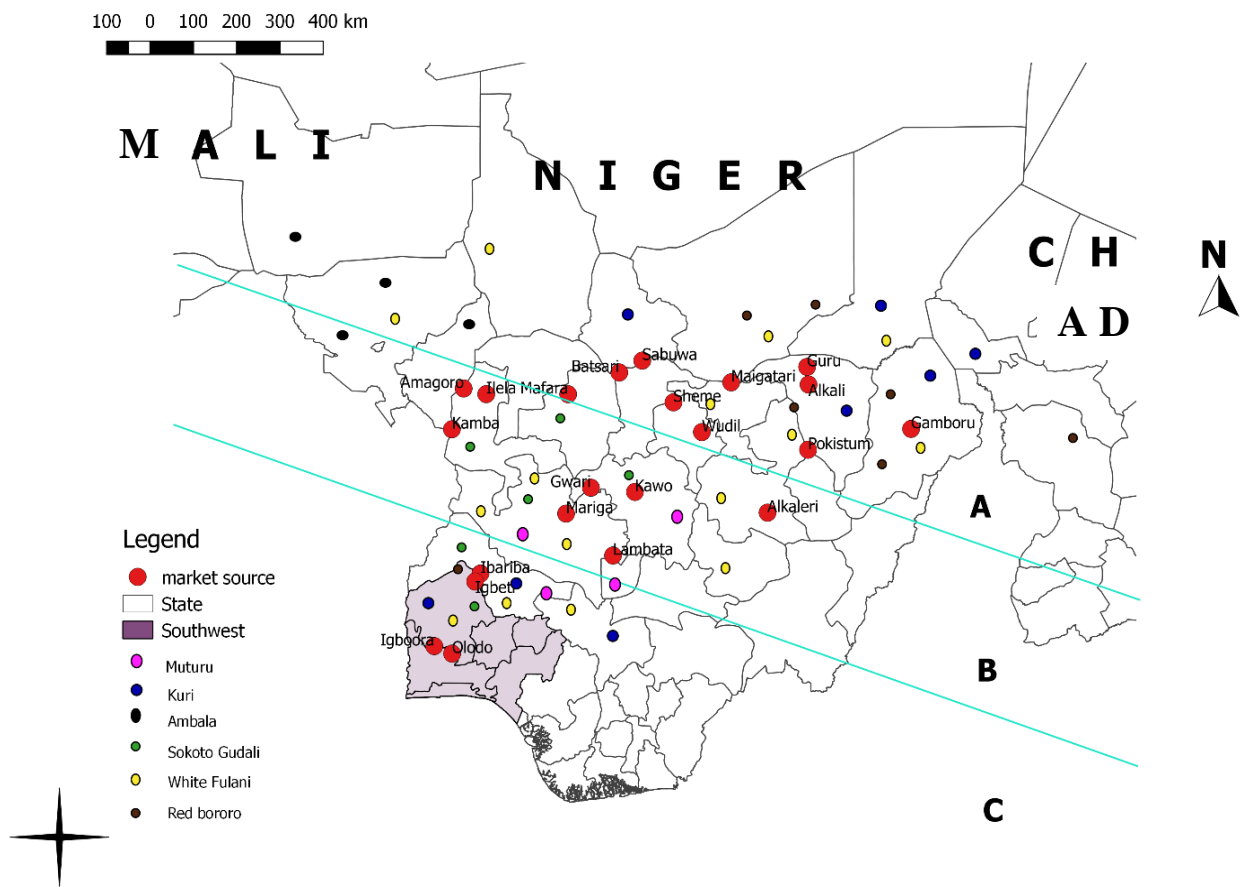 100 0 100 200 300 400 km
M A L I
N I G E R
C H
A D
N
Sabuwa
Batsari
Guru
Maigatari
Amagoro
Ilela
Mafara
Alkali
Sheme
Kamba
Wudil
Gamboru
Pokistum
Gwari
Kawo
Mariga
Alkaleri
A
Lambata
Ibariba
Igbeti
Igboora
Olodo
B
C
Legend
market source
State
Southwest
Muturu
Kuri
Ambala
Sokoto Gudali
White Fulani
Red bororo